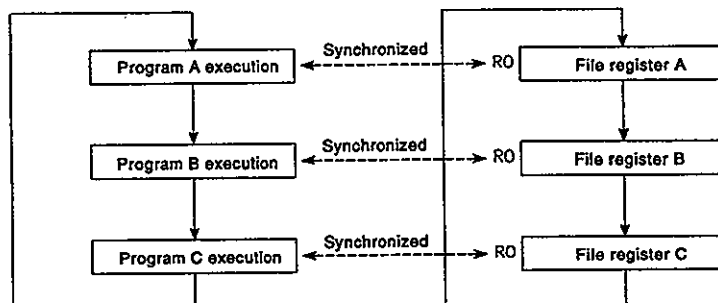 Synchronized
Program A execution
R0
File register A
Synchronized
Program B execution
R0
File register B
Synchronized
Program C execution
R0
File register C